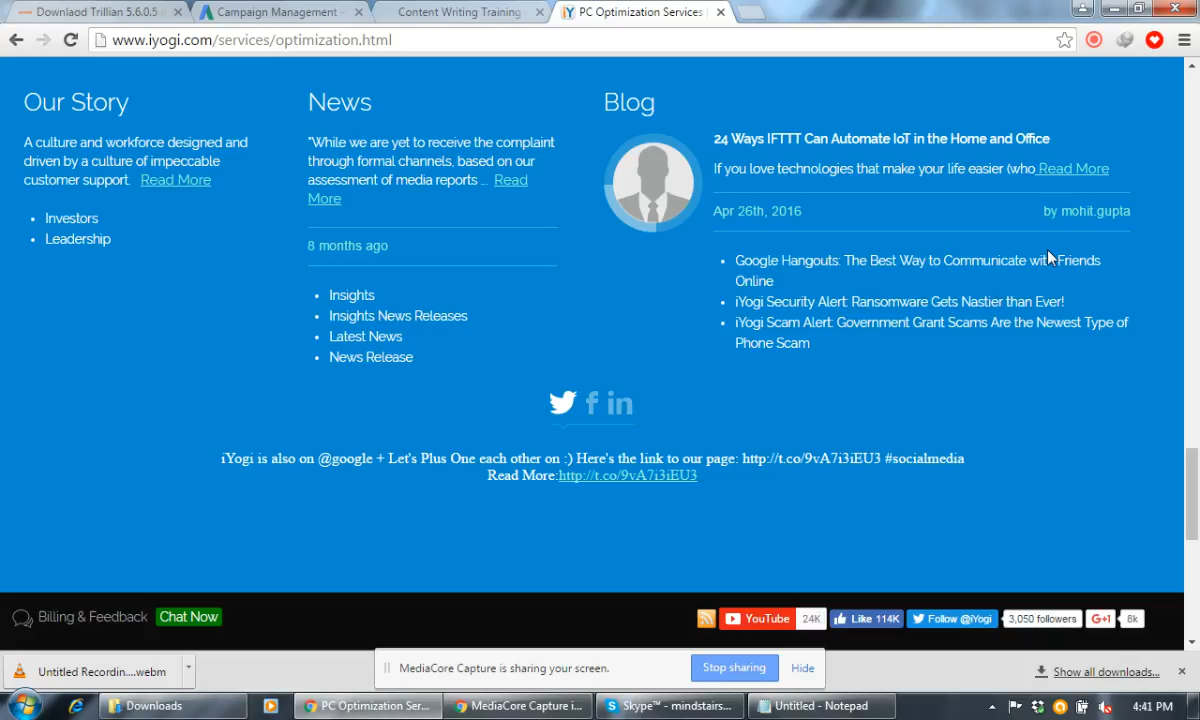 Downlaod Trillian 5.6.0.5
Campaign Management -
Content Writing Training
PC Optimization Services
www.iyogi.com/services/optimization.html
Our Story
A culture and workforce designed and
driven by a culture of impeccable
customer support. Read More
• Investors
• Leadership
News
"While we are yet to receive the complaint
through formal channels, based on our
assessment of media reports ... Read
More
8 months ago
• Insights
• Insights News Releases
• Latest News
• News Release
Blog
24 Ways IFTTT Can Automate IoT in the Home and Office
If you love technologies that make your life easier (who Read More
Apr 26th, 2016 by mohit.gupta
• Google Hangouts: The Best Way to Communicate with Friends
Online
• iYogi Security Alert: Ransomware Gets Nastier than Ever!
• iYogi Scam Alert: Government Grant Scams Are the Newest Type of
Phone Scam
iYogi is also on @google + Let's Plus One each other on :) Here's the link to our page: http://t.co/9vA7i3iEU3 #socialmedia
Read More:http://t.co/9vA7i3iEU3
Billing & Feedback Chat Now
YouTube 24K Like 114K Follow @iYogi 3,050 followers G+1 8k
Untitled Recordin....webm
MediaCore Capture is sharing your screen. Stop sharing Hide
Show all downloads...
Downloads
PC Optimization Ser...
MediaCore Capture i...
Skype™ - mindstairs...
Untitled - Notepad
4:41 PM